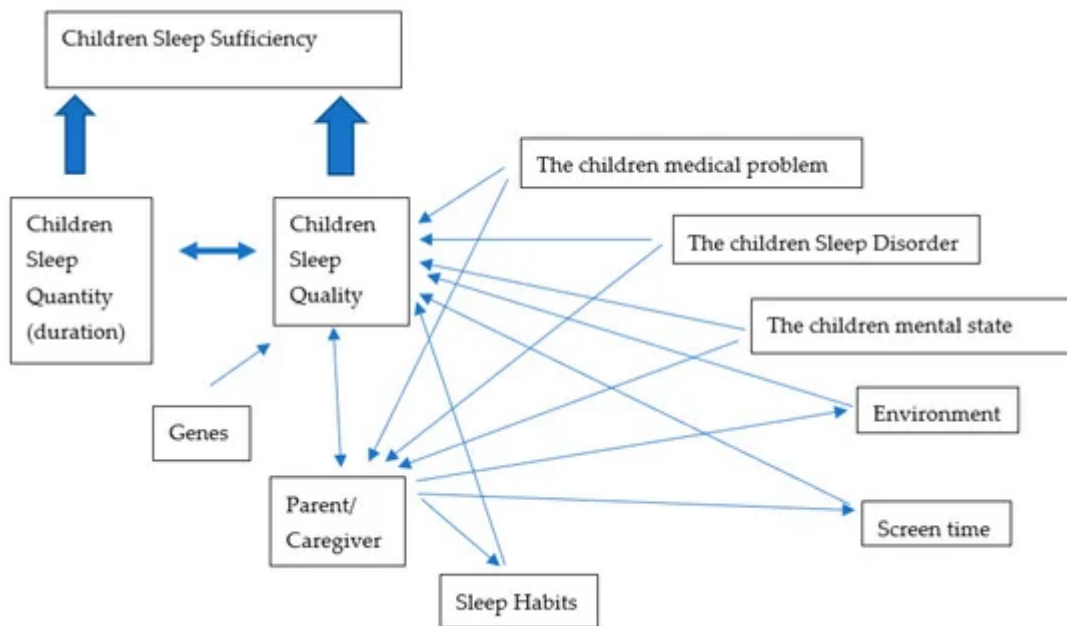 Children Sleep Sufficiency
The children medical problem
Children
Sleep
Quantity
(duration)
Children
Sleep
Quality
The children Sleep Disorder
The children mental state
Environment
Genes
Parent/
Caregiver
Screen time
Sleep Habits